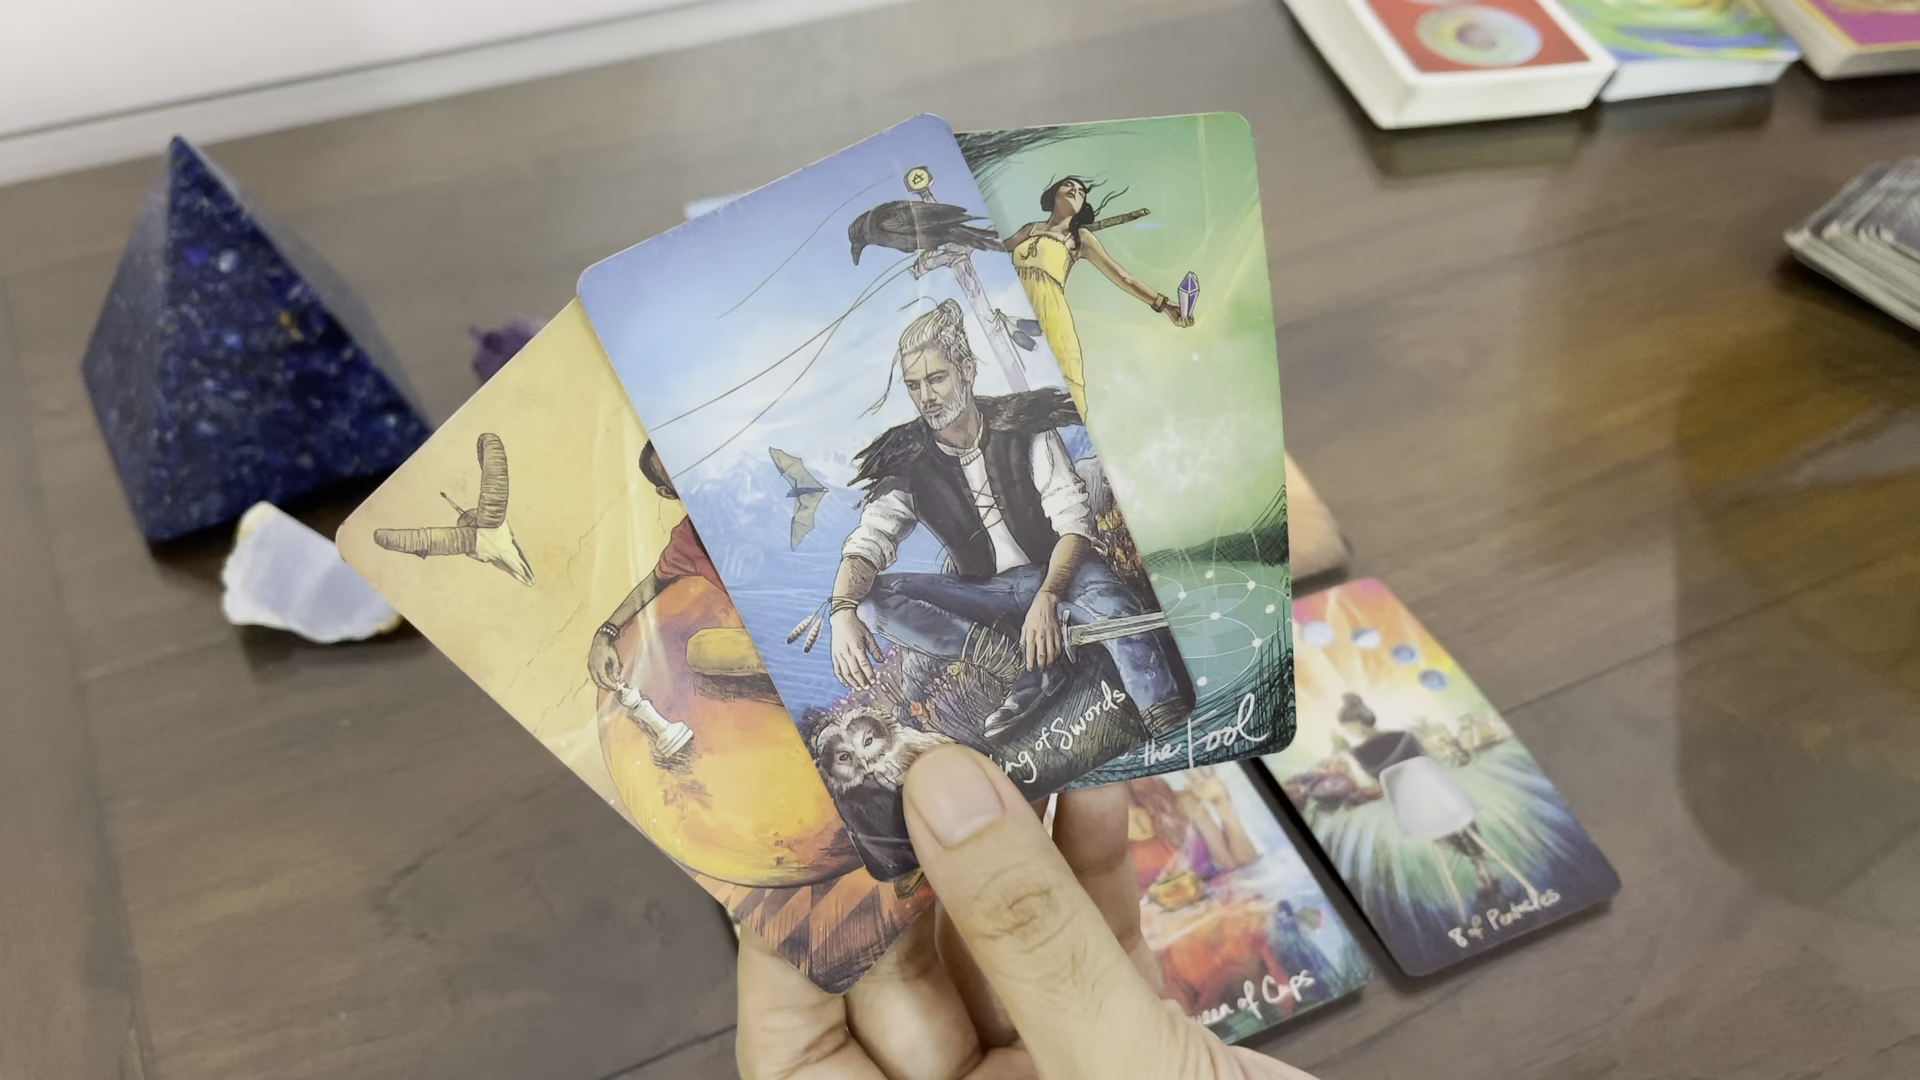 ing of Swords
the Fool
8 of Pentacles
ueen of Cups